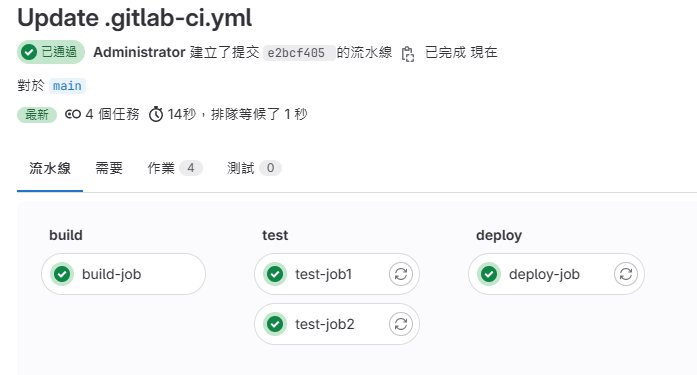 Update .gitlab-ci.yml
已通過 Administrator 建立了提交 e2bcf405 的流水線 已完成 現在
對於 main
最新 4 個任務 14秒，排隊等候了 1 秒
流水線 需要 作業 4 測試 0
build test deploy
build-job test-job1 deploy-job
test-job2